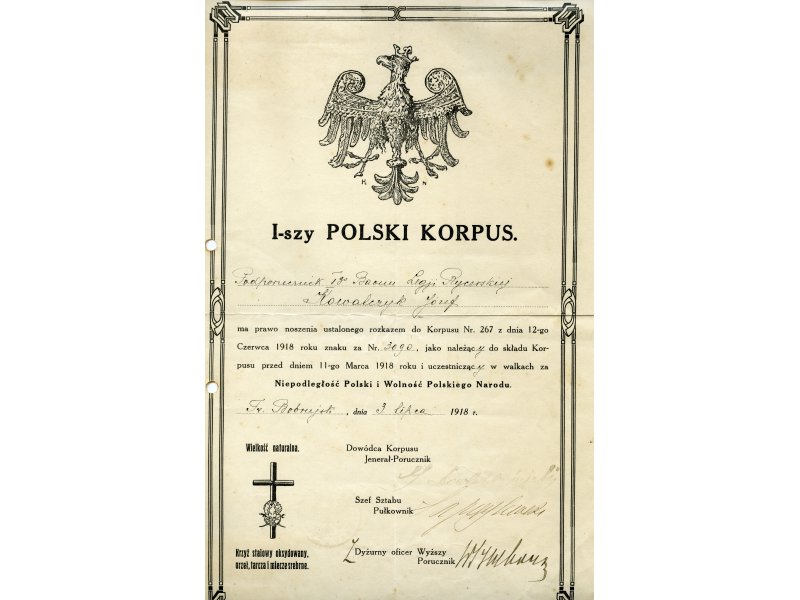 K. N.
I-szy POLSKI KORPUS.
Podporucznik Baonu Legji Rycerskiej
Kowalczyk Józef
ma prawo noszenia ustalonego rozkazem do Korpusu Nr. 267 z dnia 12-go
Czerwca 1918 roku znaku za Nr. 3090, jako należący do składu Kor-
pusu przed dniem 11-go Marca 1918 roku i uczestniczący w walkach za
Niepodległość Polski i Wolność Polskiego Narodu.
Fr. Bobrujsk, dnia 3 lipca 1918 r.
Wielkość naturalna.
Dowódca Korpusu
Jenerał-Porucznik
Szef Sztabu
Pułkownik
Krzyż stalowy oksydowany,
orzeł, tarcza i miecze srebrne.
Z Dyżurny oficer Wyższy
Porucznik